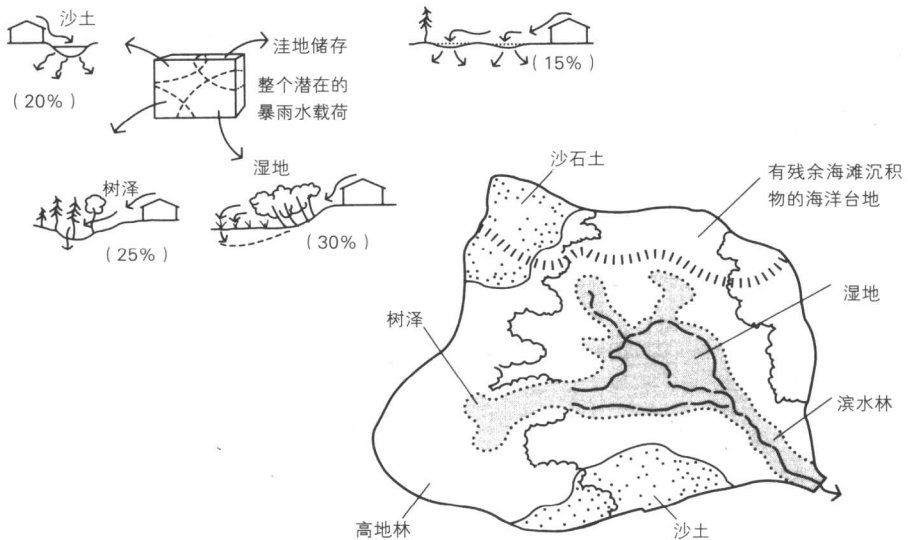 沙土
（20%）
洼地储存
整个潜在的
暴雨水载荷
（15%）
树泽
（25%）
湿地
（30%）
沙石土
有残余海滩沉积
物的海洋台地
湿地
树泽
滨水林
高地林
沙土